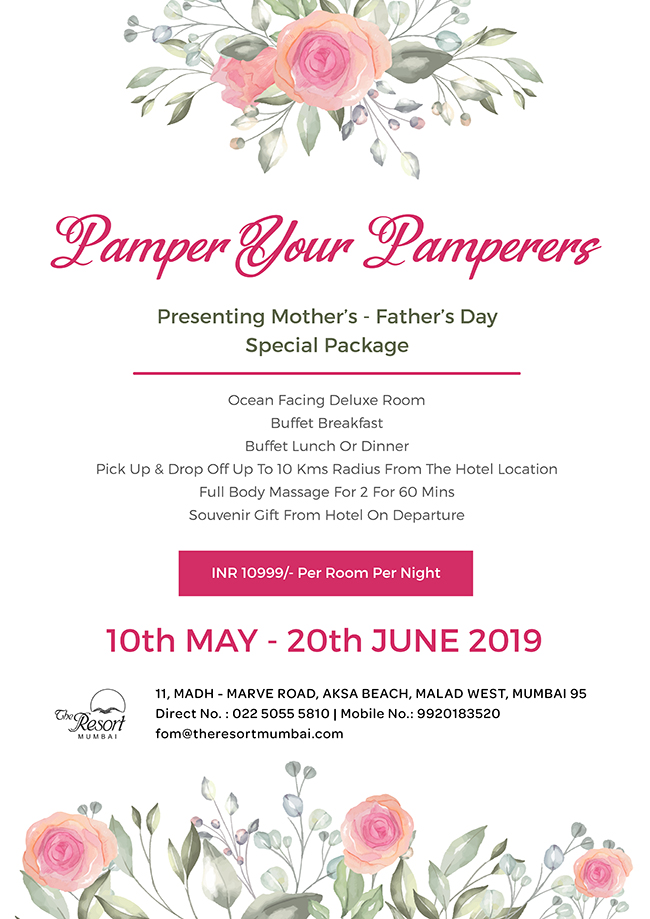 Pamper Your Pamperers
Presenting Mother's - Father's Day
Special Package
Ocean Facing Deluxe Room
Buffet Breakfast
Buffet Lunch Or Dinner
Pick Up & Drop Off Up To 10 Kms Radius From The Hotel Location
Full Body Massage For 2 For 60 Mins
Souvenir Gift From Hotel On Departure
INR 10999/- Per Room Per Night
10th MAY - 20th JUNE 2019
The Resort
MUMBAI
11, MADH - MARVE ROAD, AKSA BEACH, MALAD WEST, MUMBAI 95
Direct No. : 022 5055 5810 | Mobile No.: 9920183520
fom@theresortmumbai.com